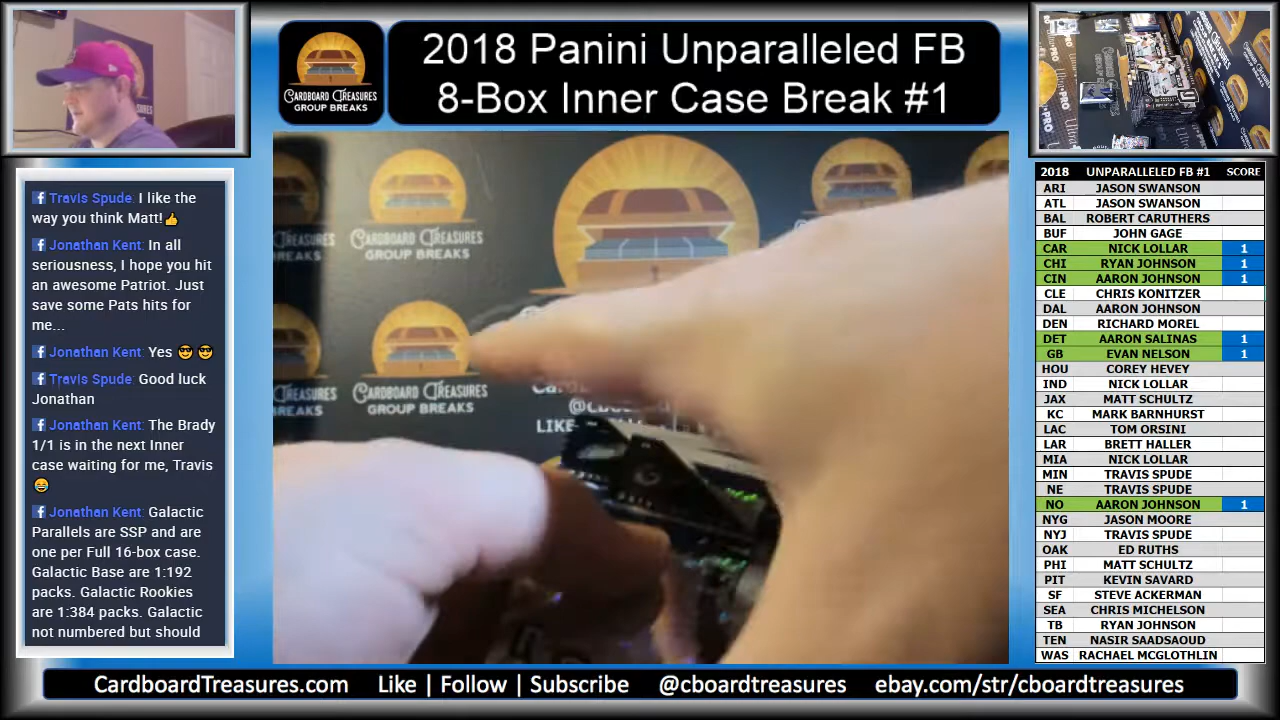 2018 Panini Unparalleled FB
8-Box Inner Case Break #1
CARDBOARD TREASURES
GROUP BREAKS
Travis Spude: I like the
way you think Matt!👍
Jonathan Kent: In all
seriousness, I hope you hit
an awesome Patriot. Just
save some Pats hits for
me...
Jonathan Kent: Yes 😎 😎
Travis Spude: Good luck
Jonathan
Jonathan Kent: The Brady
1/1 is in the next Inner
case waiting for me, Travis
😄
Jonathan Kent: Galactic
Parallels are SSP and are
one per Full 16-box case.
Galactic Base are 1:192
packs. Galactic Rookies
are 1:384 packs. Galactic
not numbered but should
CARDBOARD TREASURES
GROUP BREAKS
CARDBOARD TREASURES
GROUP BREAKS
LIKE
2018 UNPARALLELED FB #1 SCORE
ARI JASON SWANSON
ATL JASON SWANSON
BAL ROBERT CARUTHERS
BUF JOHN GAGE
CAR NICK LOLLAR 1
CHI RYAN JOHNSON 1
CIN AARON JOHNSON 1
CLE CHRIS KONITZER
DAL AARON JOHNSON
DEN RICHARD MOREL
DET AARON SALINAS 1
GB EVAN NELSON 1
HOU COREY HEVEY
IND NICK LOLLAR
JAX MATT SCHULTZ
KC MARK BARNHURST
LAC TOM ORSINI
LAR BRETT HALLER
MIA NICK LOLLAR
MIN TRAVIS SPUDE
NE TRAVIS SPUDE
NO AARON JOHNSON 1
NYG JASON MOORE
NYJ TRAVIS SPUDE
OAK ED RUTHS
PHI MATT SCHULTZ
PIT KEVIN SAVARD
SF STEVE ACKERMAN
SEA CHRIS MICHELSON
TB RYAN JOHNSON
TEN NASIR SAADSAOUD
WAS RACHAEL MCGLOTHLIN
CardboardTreasures.com Like | Follow | Subscribe @cboardtreasures ebay.com/str/cboardtreasures